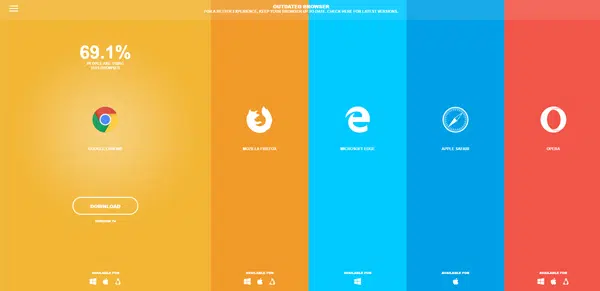 OUTDATED BROWSER
FOR A BETTER EXPERIENCE, KEEP YOUR BROWSER UP TO DATE. CHECK HERE FOR LATEST VERSIONS.
69.1%
GOOGLE CHROME
MOZILLA FIREFOX
MICROSOFT EDGE
APPLE SAFARI
OPERA
DOWNLOAD
AVAILABLE FOR
AVAILABLE FOR
AVAILABLE FOR
AVAILABLE FOR
AVAILABLE FOR